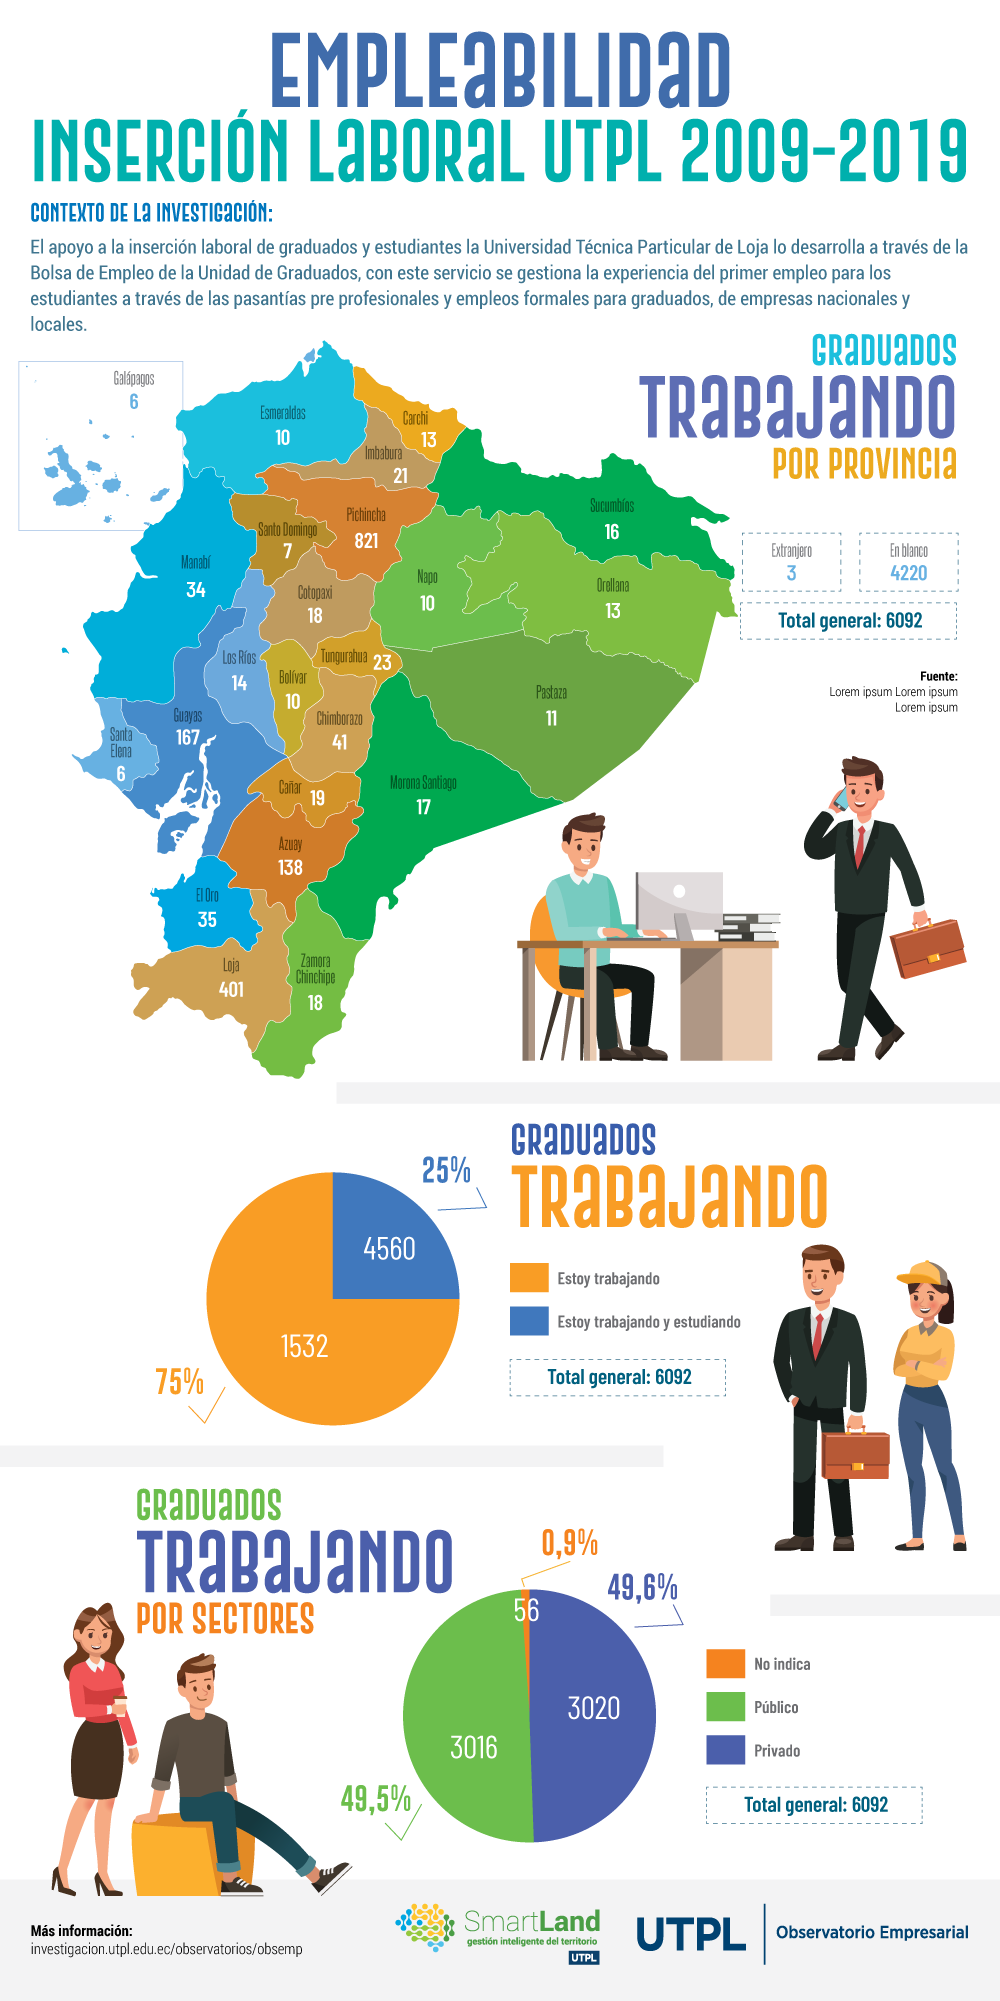 EMPLEABILIDAD
INSERCIÓN LABORAL UTPL 2009-2019
CONTEXTO DE LA INVESTIGACIÓN:
El apoyo a la inserción laboral de graduados y estudiantes la Universidad Técnica Particular de Loja lo desarrolla a través de la
Bolsa de Empleo de la Unidad de Graduados, con este servicio se gestiona la experiencia del primer empleo para los
estudiantes a través de las pasantías pre profesionales y empleos formales para graduados, de empresas nacionales y
locales.
GRADUADOS
TRABAJANDO
POR PROVINCIA
Galápagos
6
Esmeraldas
10
Carchi
13
Imbabura
21
Sucumbíos
16
Pichincha
821
Santo Domingo
7
Manabí
34
Cotopaxi
18
Napo
10
Orellana
13
Extranjero
3
En blanco
4220
Total general: 6092
Los Ríos
14
Tungurahua 23
Bolívar
10
Pastaza
11
Fuente:
Lorem ipsum Lorem ipsum
Lorem ipsum
Guayas
167
Chimborazo
41
Santa
Elena
6
Cañar 19
Morona Santiago
17
Azuay
138
El Oro
35
Loja
401
Zamora
Chinchipe
18
GRADUADOS
TRABAJANDO
25%
4560
1532
75%
Estoy trabajando
Estoy trabajando y estudiando
Total general: 6092
GRADUADOS
TRABAJANDO
POR SECTORES
0,9%
49,6%
56
3020
3016
49,5%
No indica
Público
Privado
Total general: 6092
Más información:
investigacion.utpl.edu.ec/observatorios/obsemp
SmartLand
gestión inteligente del territorio
UTPL
UTPL
Observatorio Empresarial